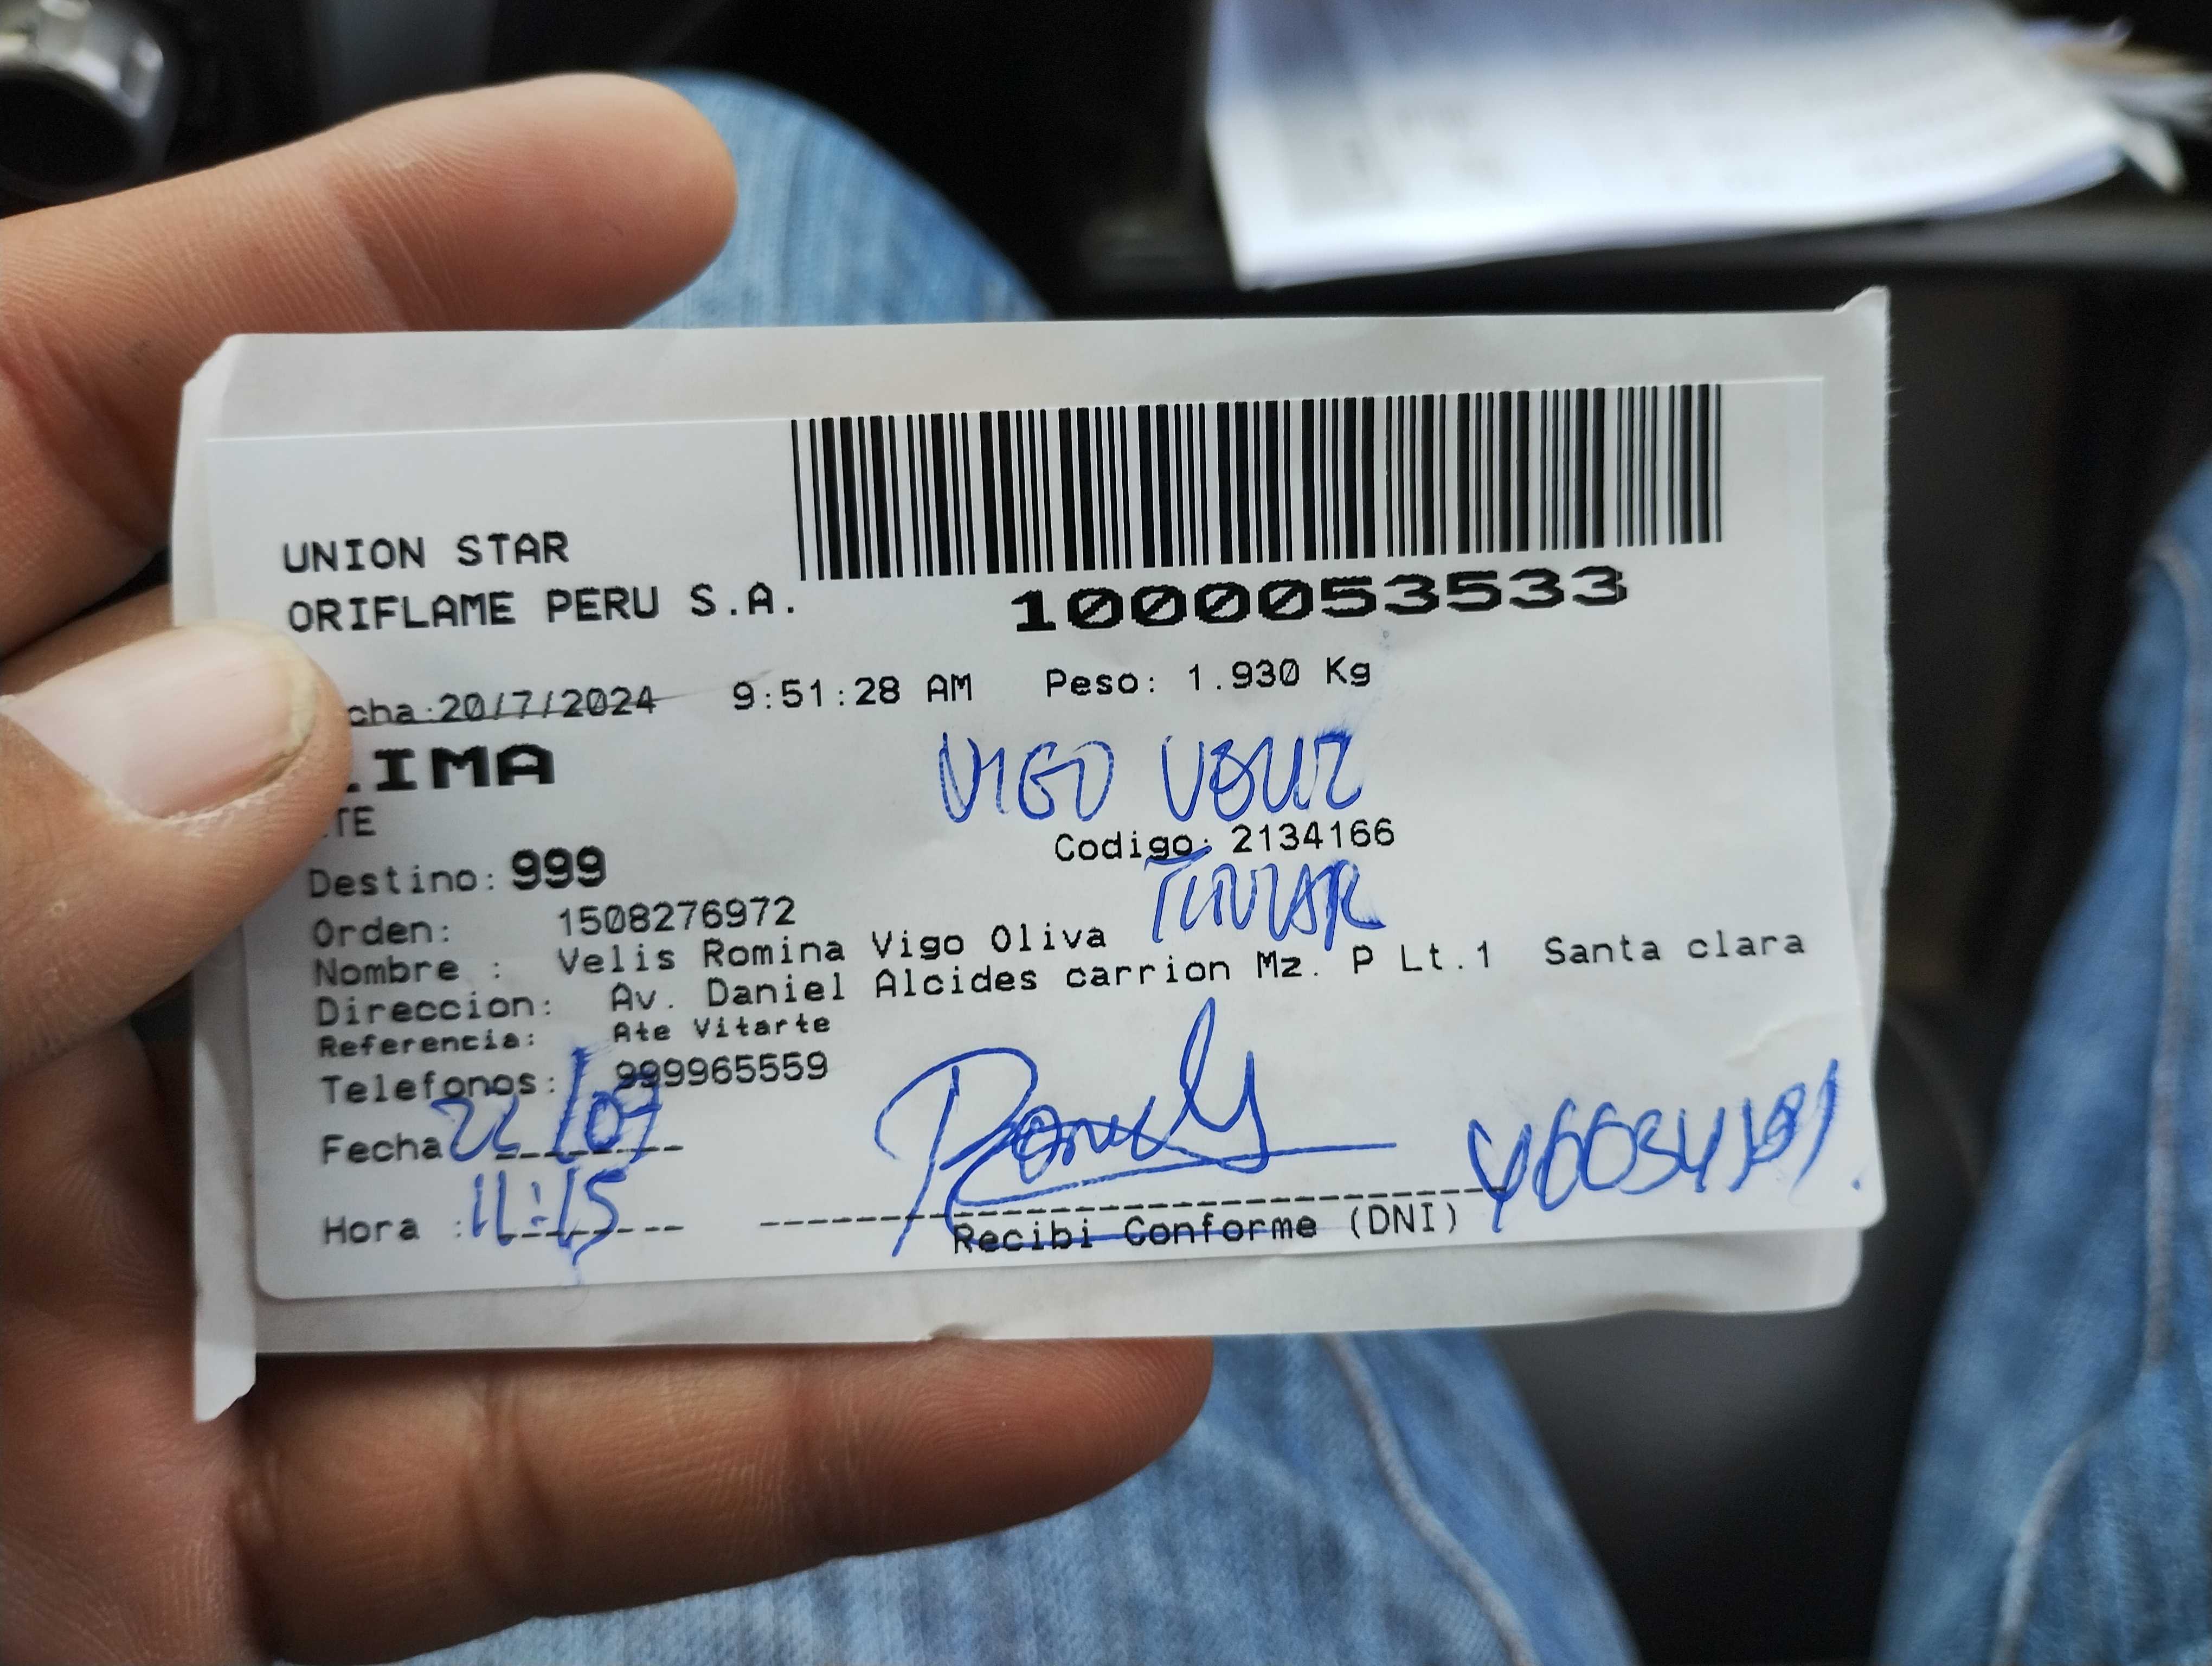 UNION STAR
ORIFLAME PERU S.A.
1000053533
cha:20/7/2024 9:51:28 AM Peso: 1.930 Kg
IMA
TE
VIGO
Destino: 999 Codigo: 2134166
Orden: 1508276972
Nombre : Velis Romina Vigo Oliva
Direccion: Av. Daniel Alcides carrion Mz. P Lt.1 Santa clara
Referencia: Ate Vitarte
Telefonos: 999965559
Fecha
Hora : 11:15
Recibi Conforme (DNI)